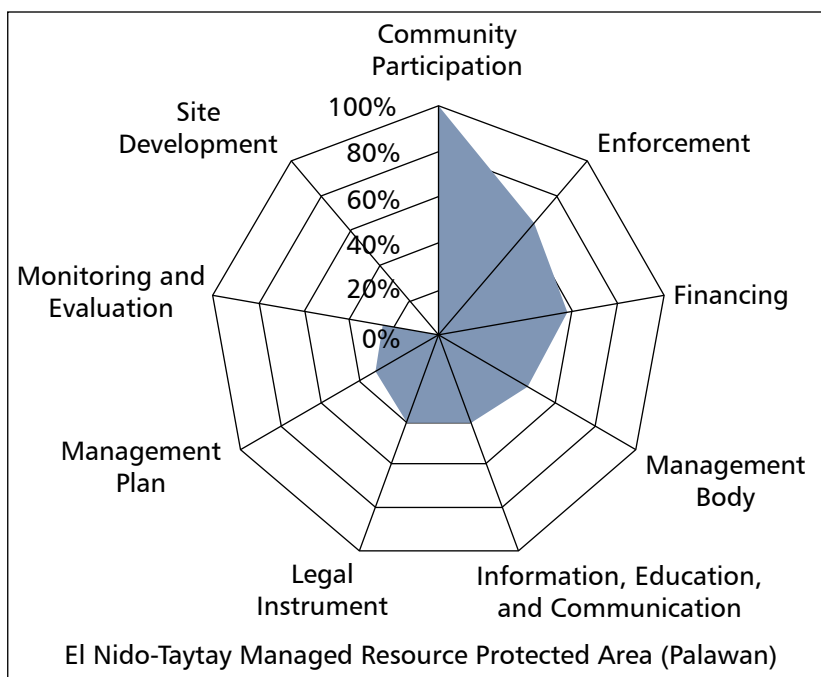 Community
Participation
Enforcement
Financing
Management
Body
Information, Education,
and Communication
Legal
Instrument
Management
Plan
Monitoring and
Evaluation
Site
Development
100%
80%
60%
40%
20%
0%
El Nido-Taytay Managed Resource Protected Area (Palawan)